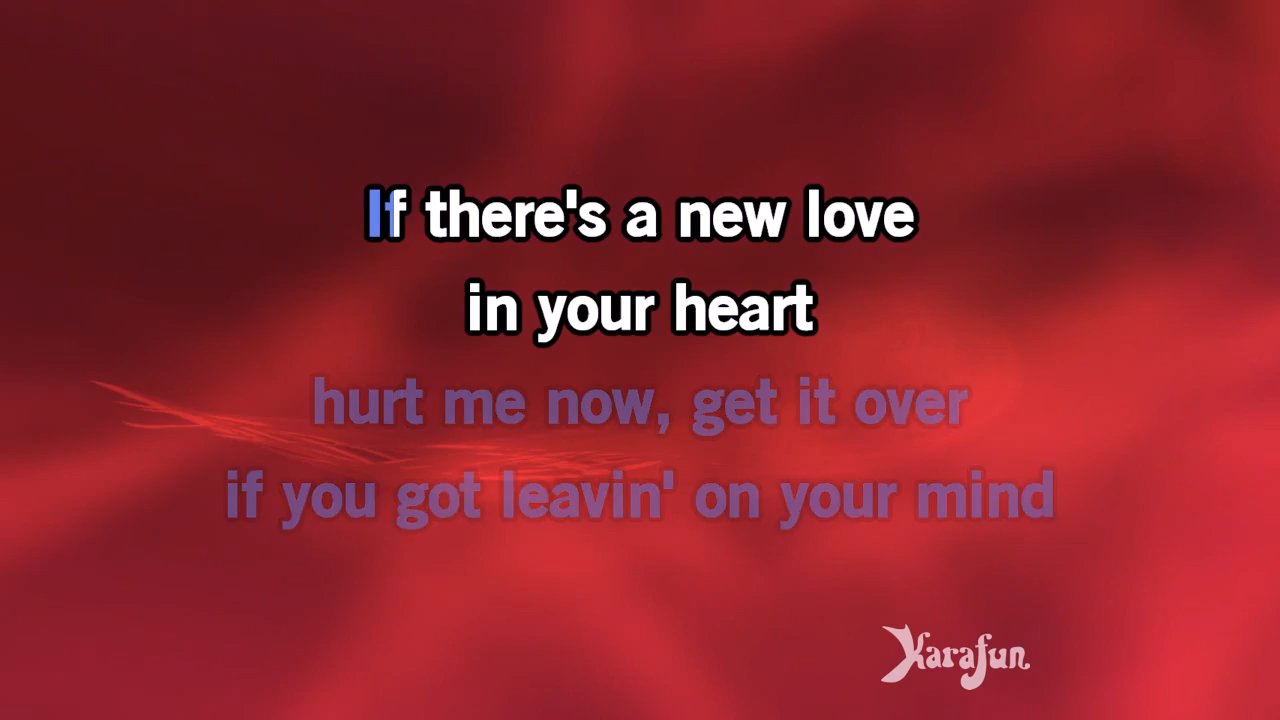 If there's a new love
in your heart
hurt me now, get it over
if you got leavin' on your mind
Karafun